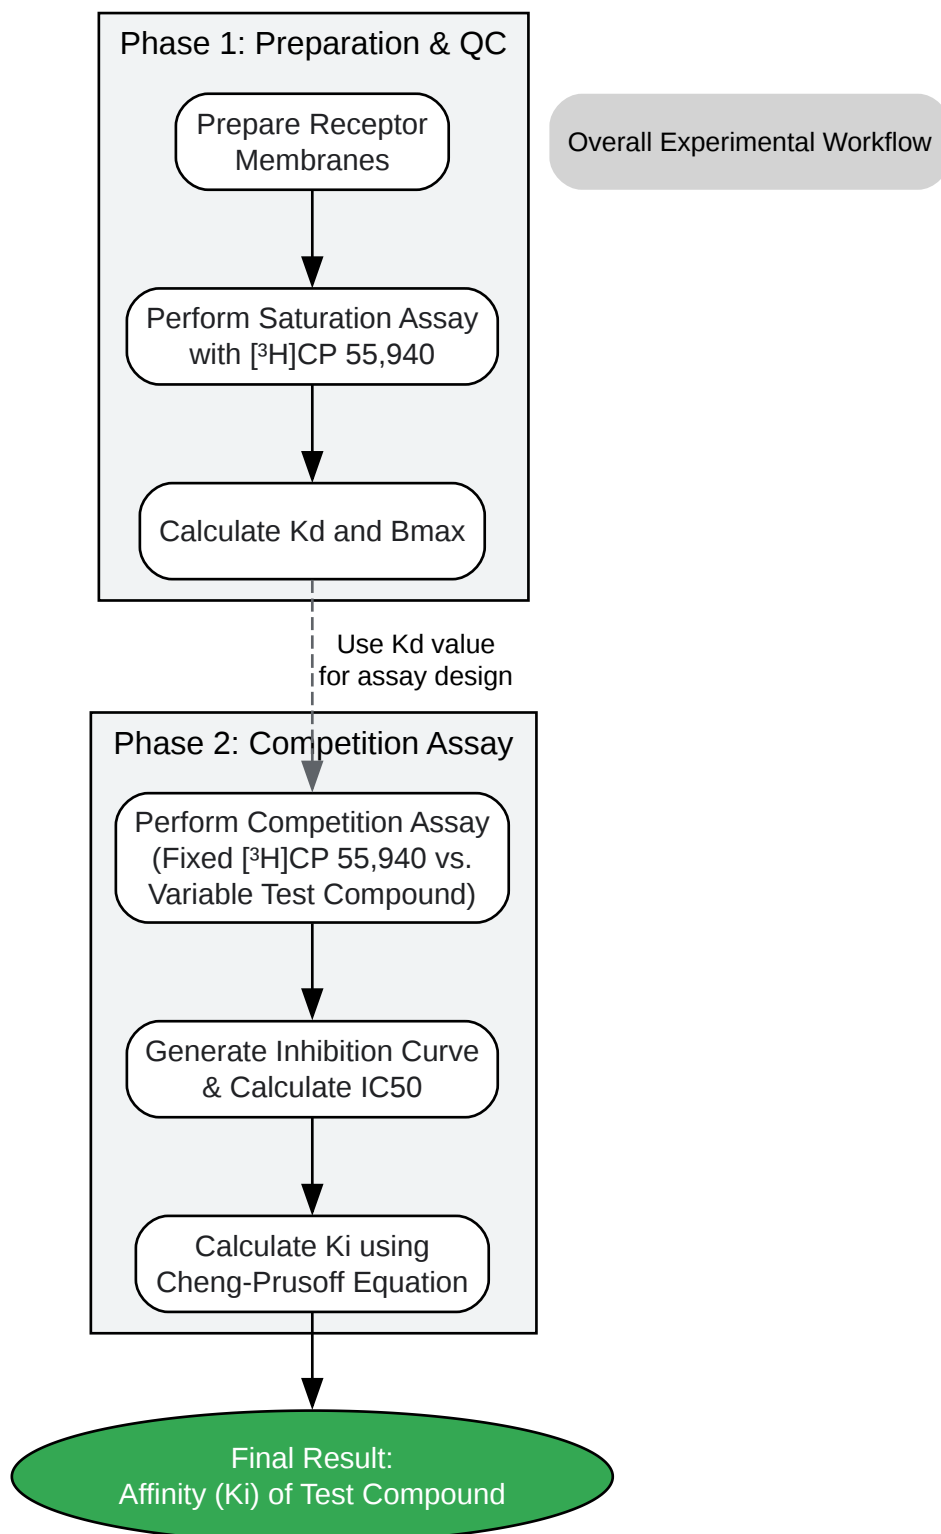 Phase 1: Preparation & QC
Prepare Receptor
Membranes
Overall Experimental Workflow
Perform Saturation Assay
with [³H]CP 55,940
Calculate Kd and Bmax
Use Kd value
for assay design
Phase 2: Competition Assay
Perform Competition Assay
(Fixed [³H]CP 55,940 vs.
Variable Test Compound)
Generate Inhibition Curve
& Calculate IC50
Calculate Ki using
Cheng-Prusoff Equation
Final Result:
Affinity (Ki) of Test Compound